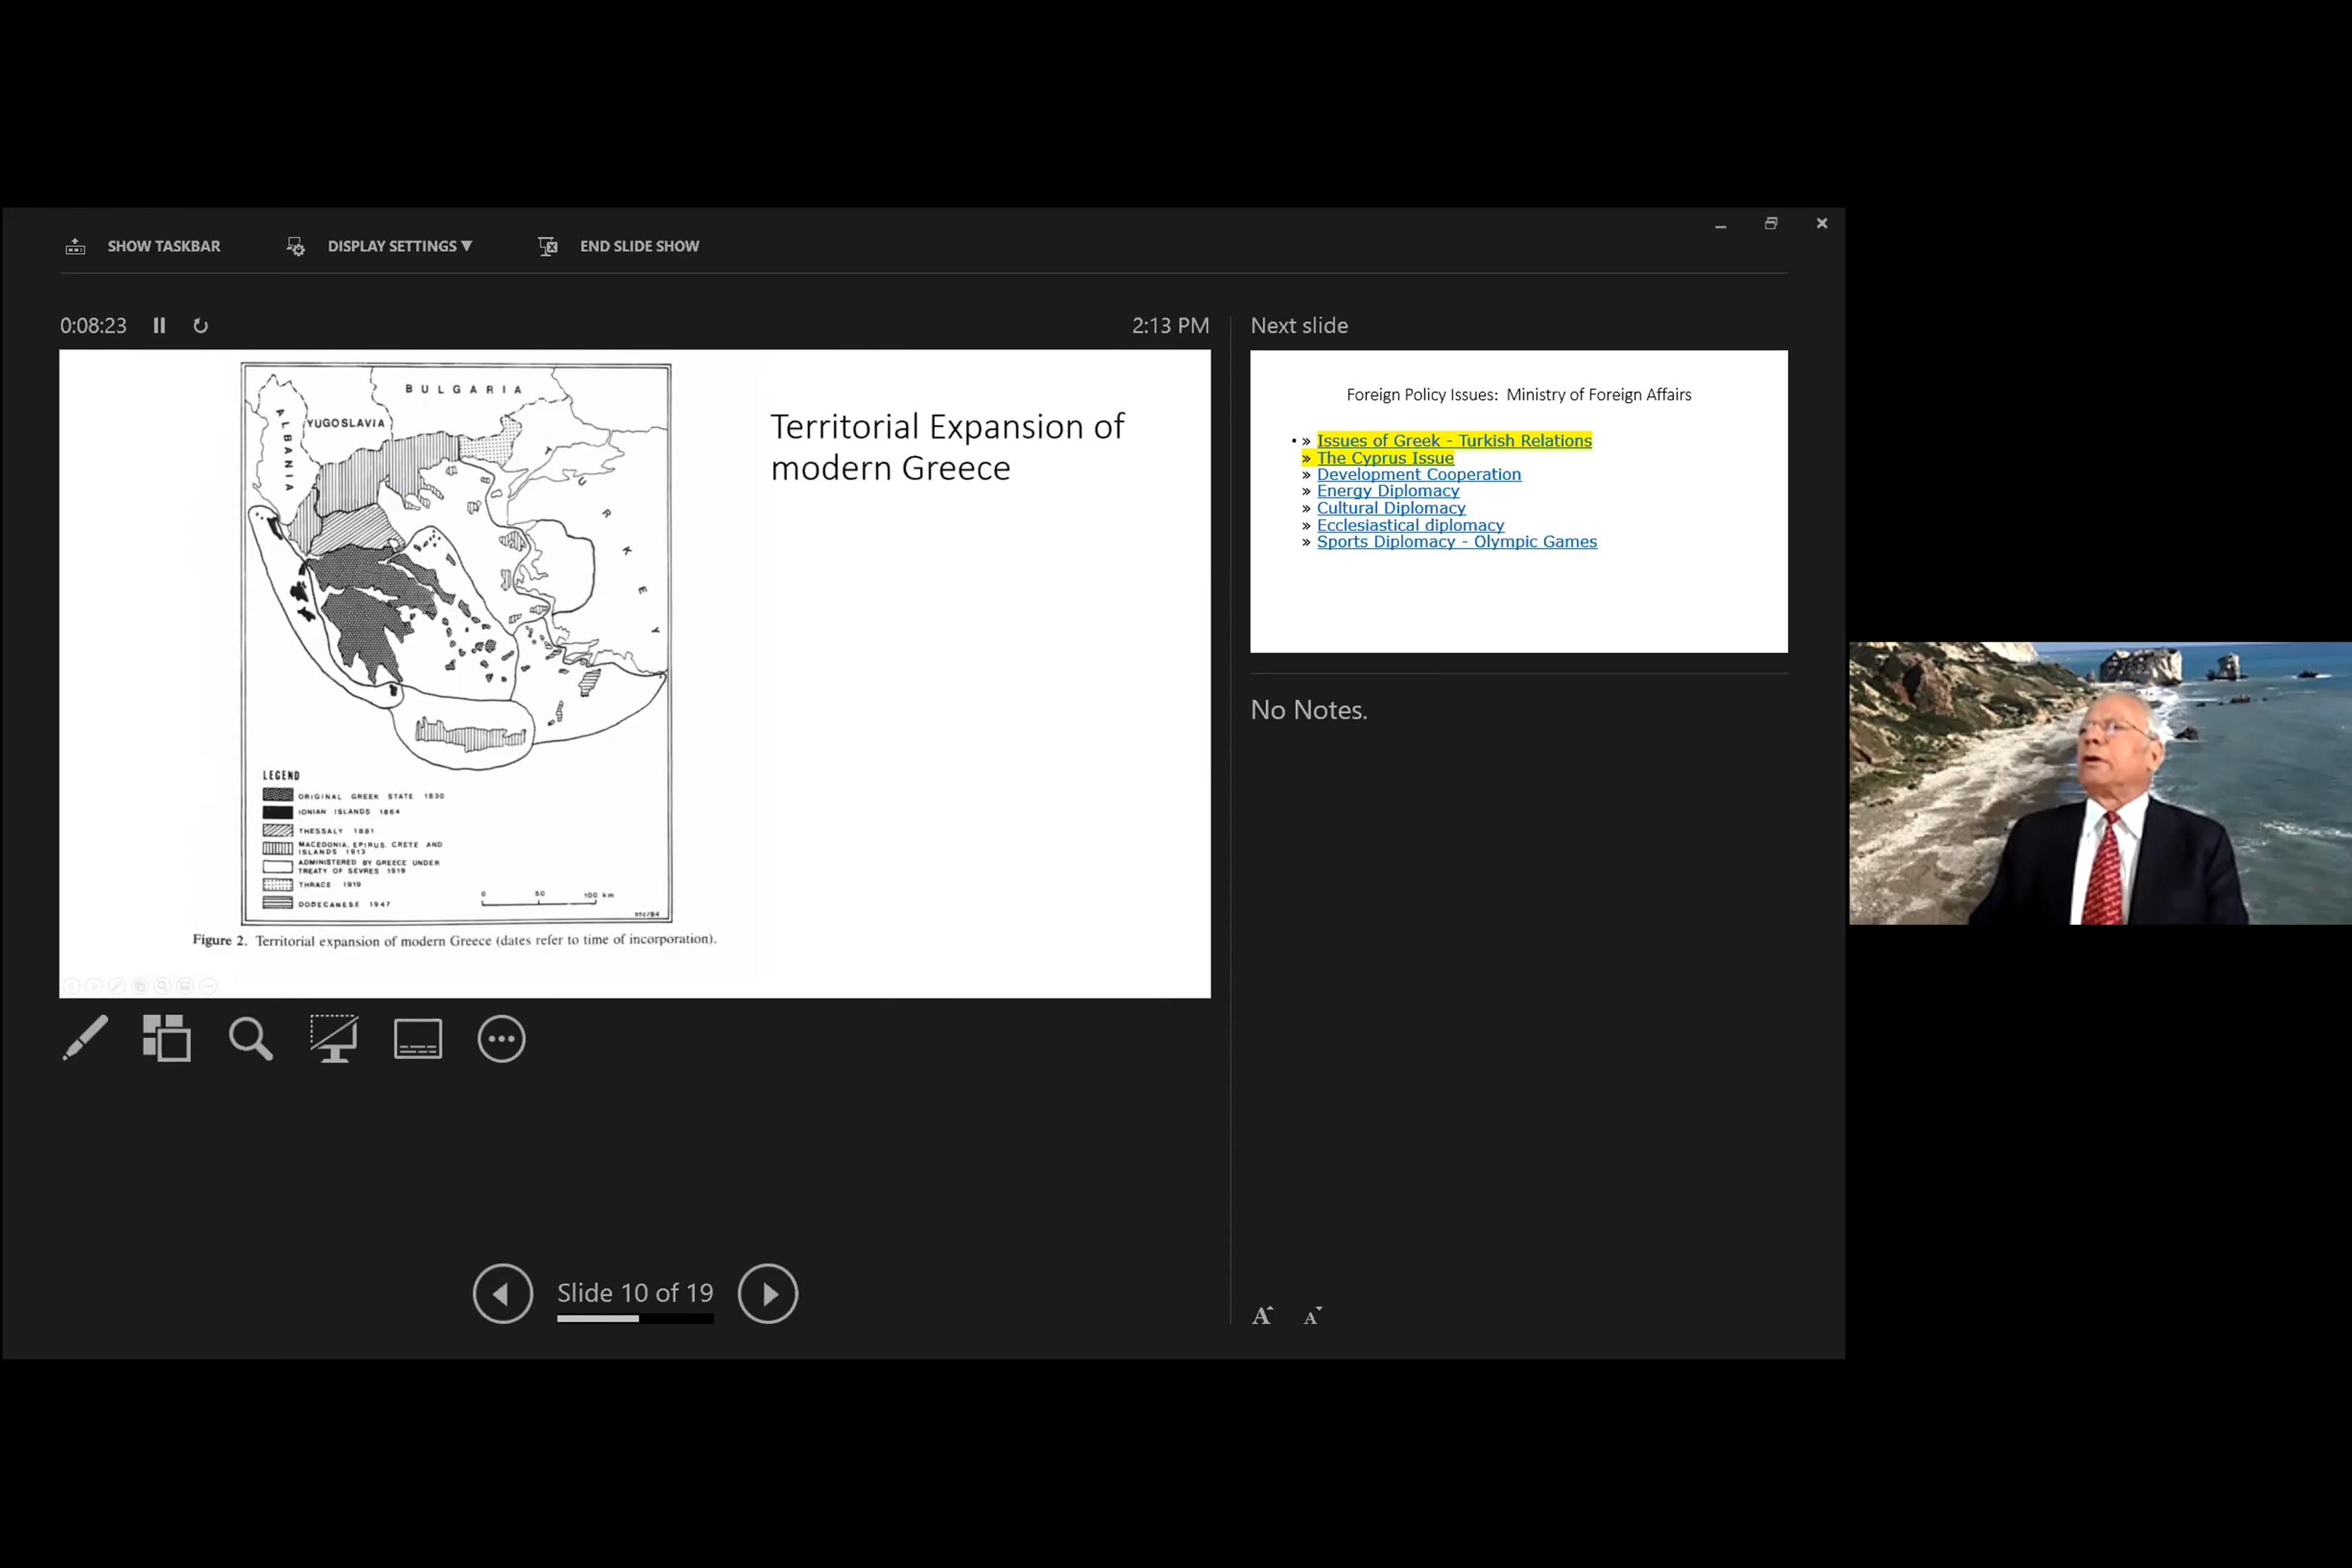 SHOW TASKBAR
DISPLAY SETTINGS ▼
END SLIDE SHOW
0:08:23
2:13 PM
BULGARIA
YUGOSLAVIA
ALBANIA
TURKEY
LEGEND
ORIGINAL GREEK STATE 1830
IONIAN ISLANDS 1864
THESSALY 1881
MACEDONIA, EPIRUS, CRETE AND
ISLANDS 1913
ADMINISTERED BY GREECE UNDER
TREATY OF SEVRES 1919
THRACE 1919
DODECANESE 1947
0 50 100 km
stc/84
Figure 2. Territorial expansion of modern Greece (dates refer to time of incorporation).
Territorial Expansion of
modern Greece
Next slide
Foreign Policy Issues: Ministry of Foreign Affairs
• » Issues of Greek - Turkish Relations
» The Cyprus Issue
» Development Cooperation
» Energy Diplomacy
» Cultural Diplomacy
» Ecclesiastical diplomacy
» Sports Diplomacy - Olympic Games
No Notes.
Slide 10 of 19
A A